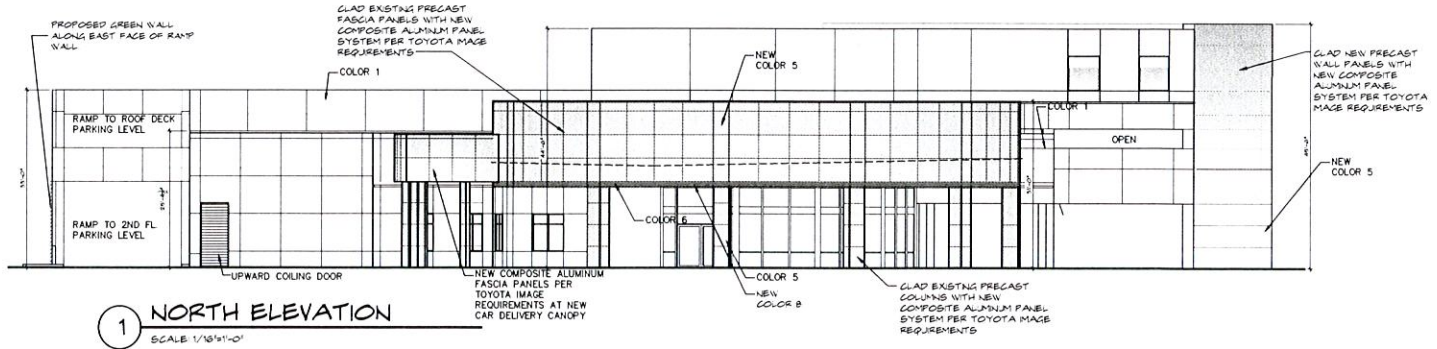 PROPOSED GREEN WALL
ALONG EAST FACE OF RAMP
WALL
CLAD EXISTING PRECAST
FASCIA PANELS WITH NEW
COMPOSITE ALUMINUM PANEL
SYSTEM PER TOYOTA IMAGE
REQUIREMENTS
COLOR 1
NEW
COLOR 5
CLAD NEW PRECAST
WALL PANELS WITH
NEW COMPOSITE
ALUMINUM PANEL
SYSTEM PER TOYOTA
IMAGE REQUIREMENTS
RAMP TO ROOF DECK
PARKING LEVEL
COLOR 1
OPEN
NEW
COLOR 5
RAMP TO 2ND FL
PARKING LEVEL
COLOR 6
UPWARD COILING DOOR
NEW COMPOSITE ALUMINUM
FASCIA PANELS PER
TOYOTA IMAGE
REQUIREMENTS AT NEW
CAR DELIVERY CANOPY
COLOR 5
NEW
COLOR 8
CLAD EXISTING PRECAST
COLUMNS WITH NEW
COMPOSITE ALUMINUM PANEL
SYSTEM PER TOYOTA IMAGE
REQUIREMENTS
1
NORTH ELEVATION
SCALE 1/16"=1'-0"